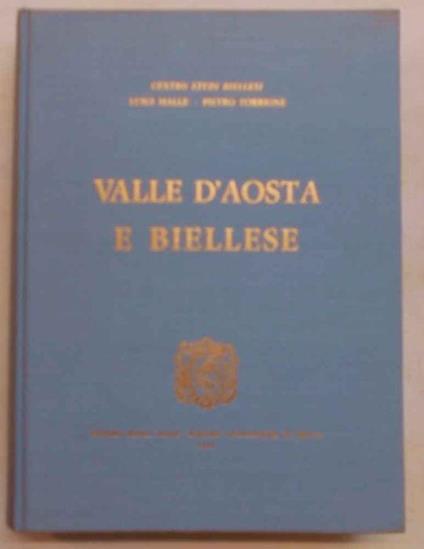 CENTRO STUDI BIELLESI
LUIGI MALLE - PIETRO TORRIONE
VALLE D'AOSTA
E BIELLESE